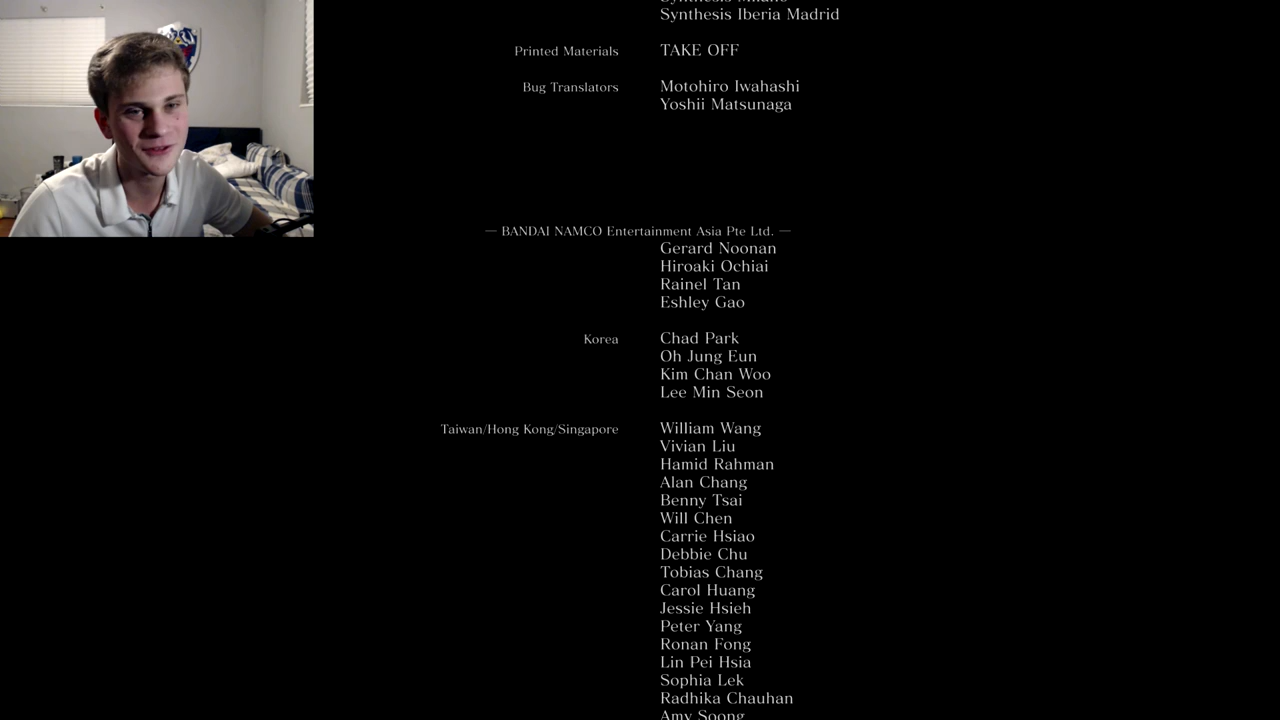 Synthesis Iberia Madrid
Printed Materials TAKE OFF
Bug Translators Motohiro Iwahashi
Yoshii Matsunaga
— BANDAI NAMCO Entertainment Asia Pte Ltd. —
Gerard Noonan
Hiroaki Ochiai
Rainel Tan
Eshley Gao
Korea Chad Park
Oh Jung Eun
Kim Chan Woo
Lee Min Seon
Taiwan/Hong Kong/Singapore William Wang
Vivian Liu
Hamid Rahman
Alan Chang
Benny Tsai
Will Chen
Carrie Hsiao
Debbie Chu
Tobias Chang
Carol Huang
Jessie Hsieh
Peter Yang
Ronan Fong
Lin Pei Hsia
Sophia Lek
Radhika Chauhan
Amy Soong